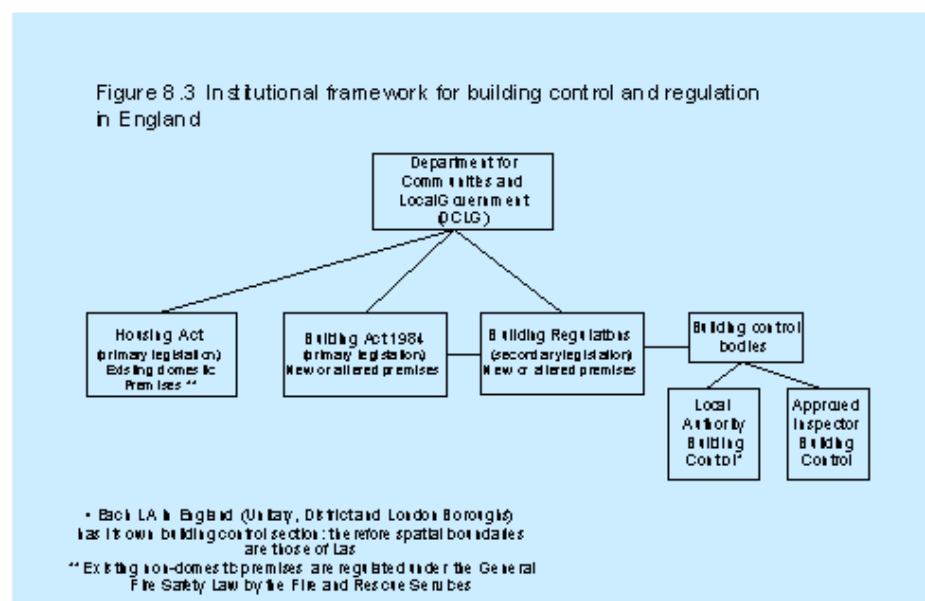 Figure 8.3 Institutional framework for building control and regulation
in England
Department for
Communities and
Local Government
(DCLG)
Housing Act
(primary legislation)
Existing domestic
Premises **
Building Act 1984
(primary legislation)
New or altered premises
Building Regulations
(secondary legislation)
New or altered premises
Building control
bodies
Local
Authority
Building
Control*
Approved
Inspector
Building
Control
* Each LA in England (Unitary, District and London Boroughs)
has its own building control section: therefore spatial boundaries
are those of Las
** Existing non-domestic premises are regulated under the General
Fire Safety Law by the Fire and Rescue Services